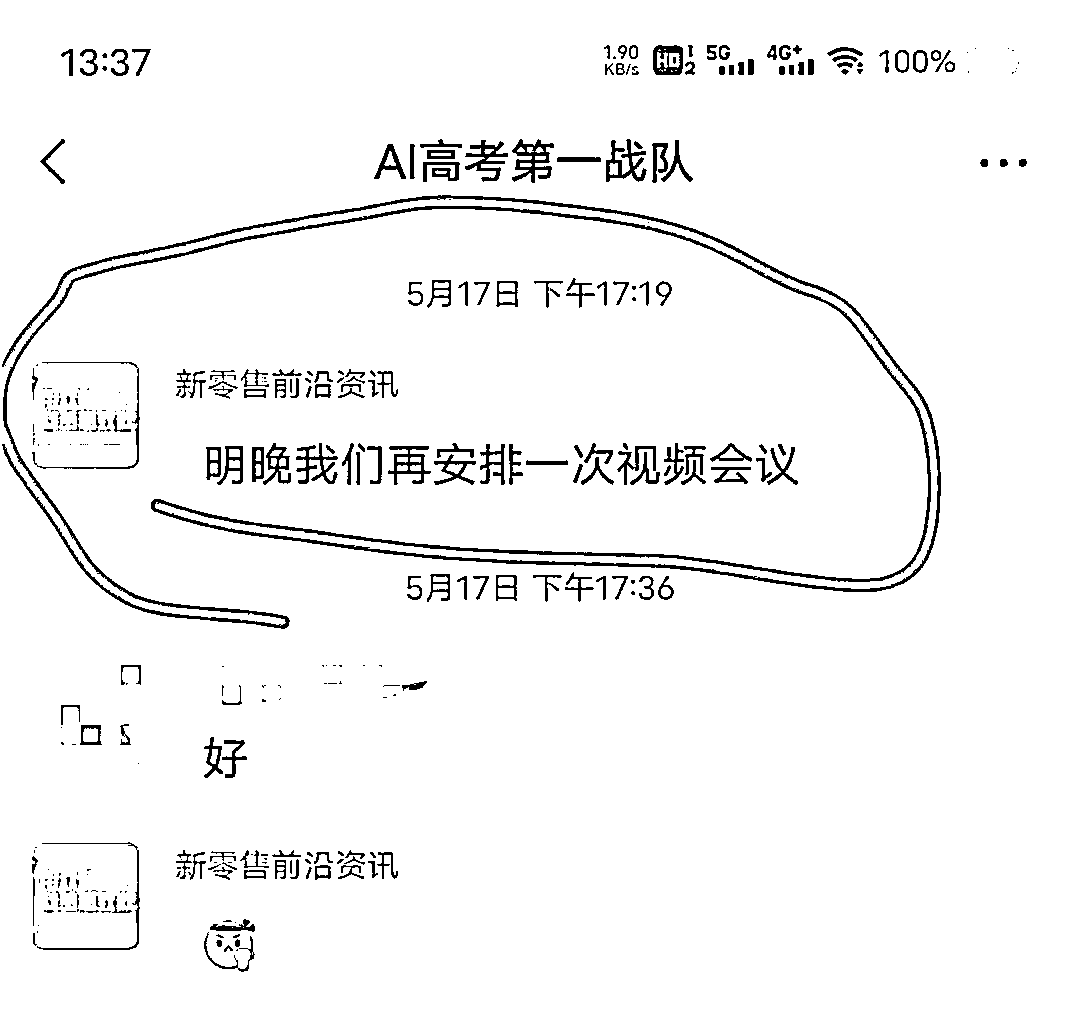 13:37
1.90 KB/s HD 1 2 5G 4G+ 100%
AI高考第一战队
5月17日 下午17:19
新零售前沿资讯
明晚我们再安排一次视频会议
5月17日 下午17:36
好
新零售前沿资讯